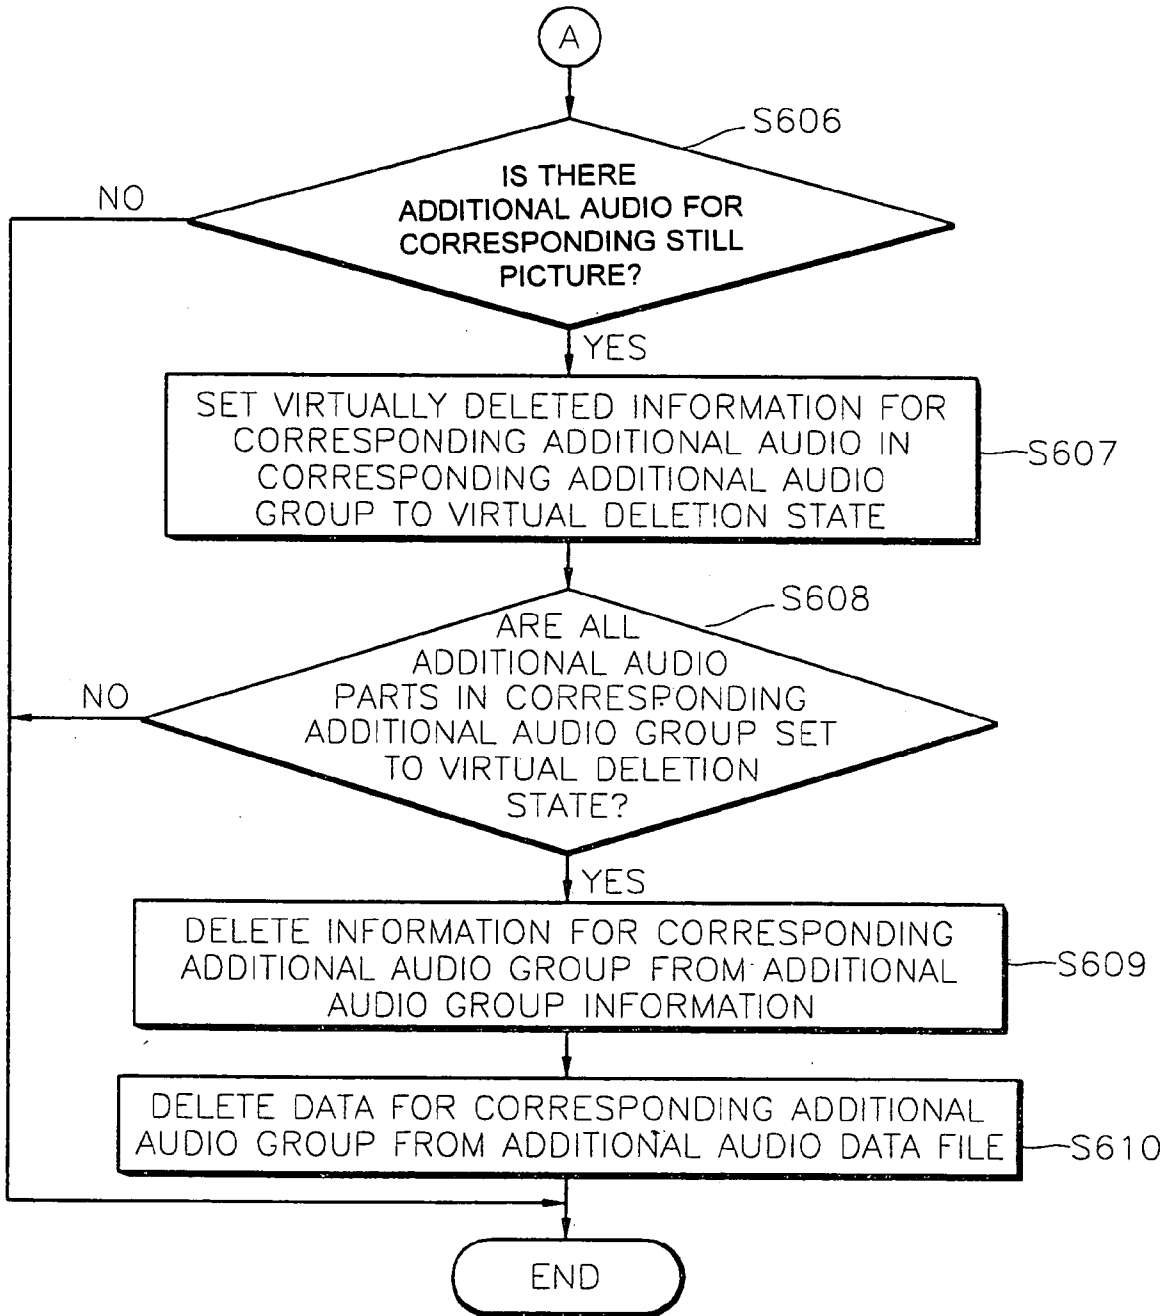 A
S606
NO
IS THERE
ADDITIONAL AUDIO FOR
CORRESPONDING STILL
PICTURE?
YES
SET VIRTUALLY DELETED INFORMATION FOR
CORRESPONDING ADDITIONAL AUDIO IN
CORRESPONDING ADDITIONAL AUDIO
GROUP TO VIRTUAL DELETION STATE
S607
S608
ARE ALL
ADDITIONAL AUDIO
PARTS IN CORRESPONDING
ADDITIONAL AUDIO GROUP SET
TO VIRTUAL DELETION
STATE?
NO
YES
DELETE INFORMATION FOR CORRESPONDING
ADDITIONAL AUDIO GROUP FROM ADDITIONAL
AUDIO GROUP INFORMATION
S609
DELETE DATA FOR CORRESPONDING ADDITIONAL
AUDIO GROUP FROM ADDITIONAL AUDIO DATA FILE
S610
END